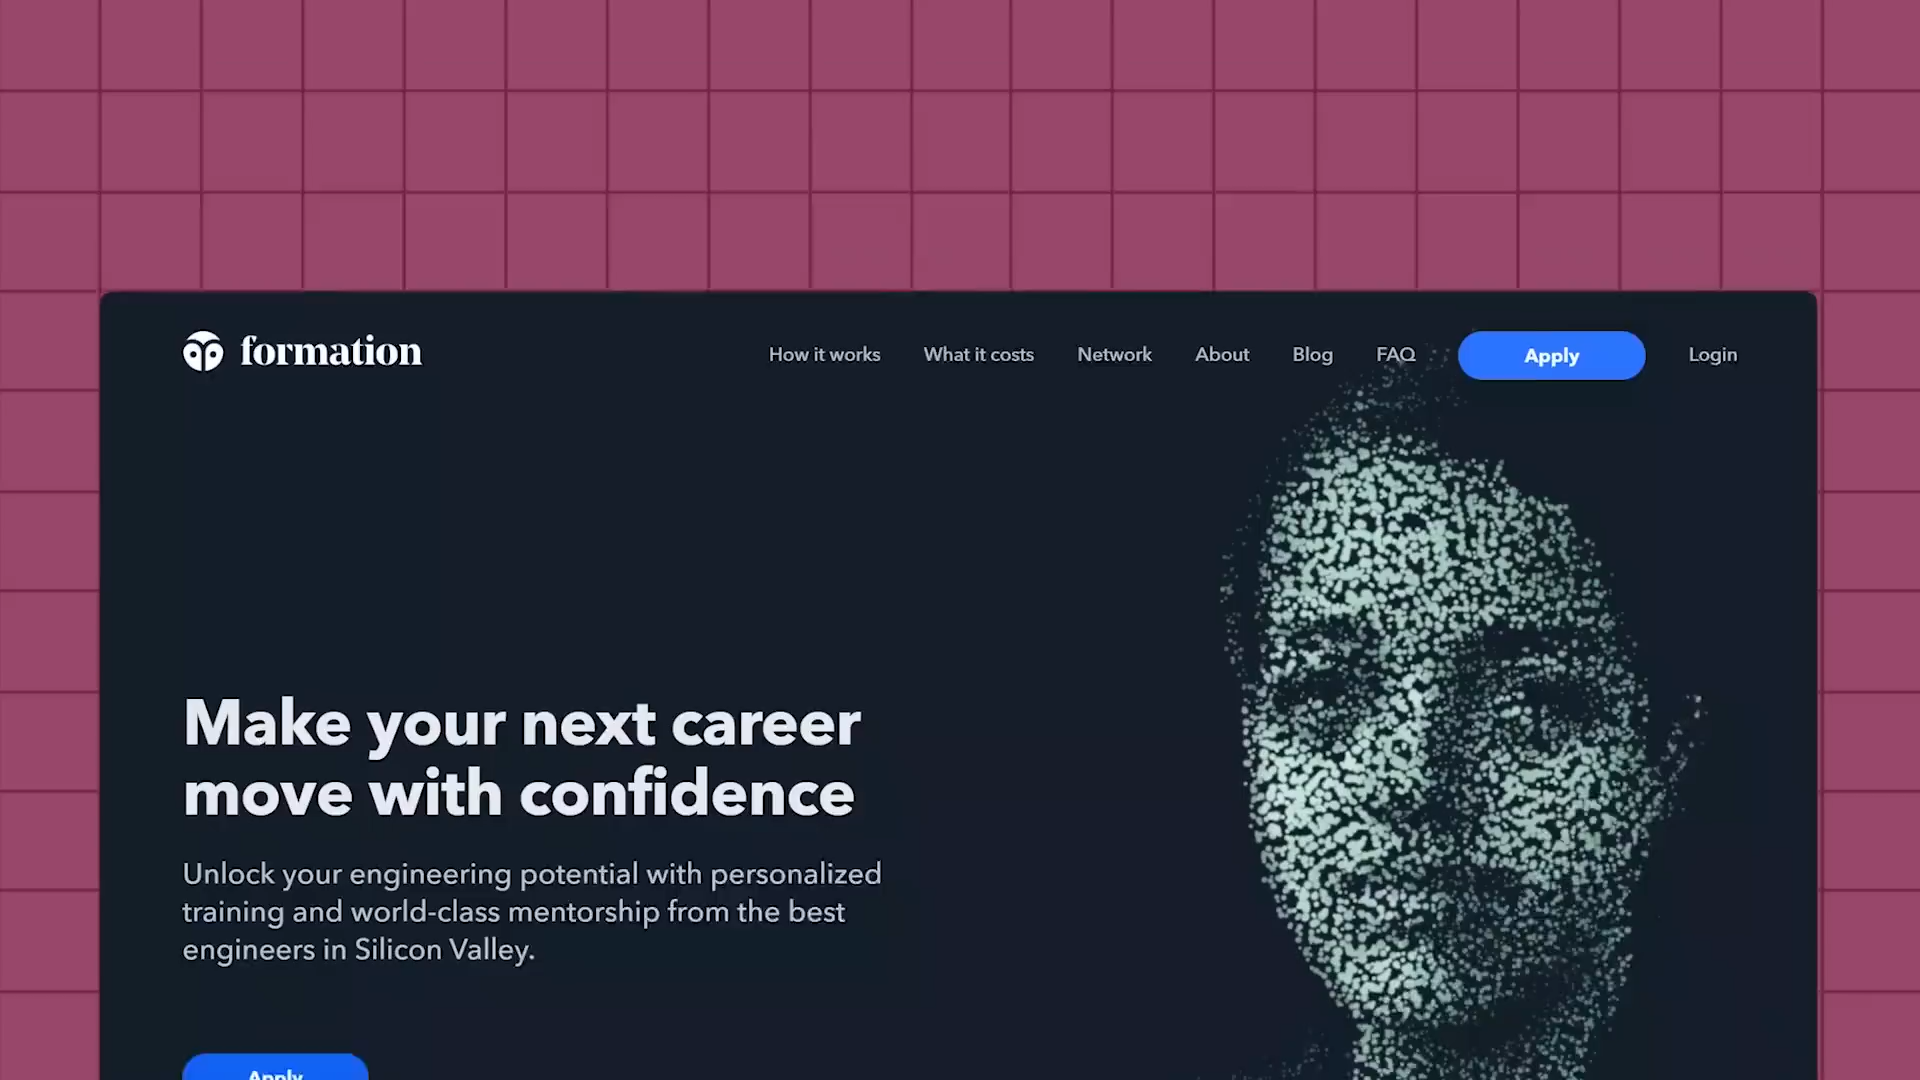 formation
How it works
What it costs
Network
About
Blog
FAQ
Apply
Login
Make your next career
move with confidence
Unlock your engineering potential with personalized
training and world-class mentorship from the best
engineers in Silicon Valley.
Apply